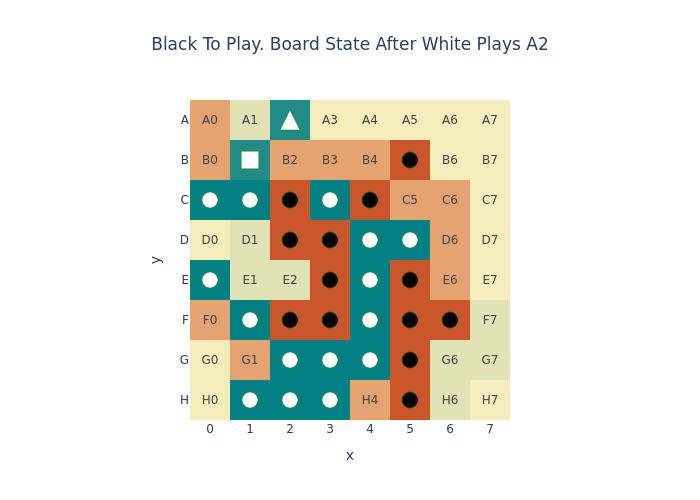 Black To Play. Board State After White Plays A2
A A0 A1 A3 A4 A5 A6 A7
B B0 B2 B3 B4 B6 B7
C C5 C6 C7
D D0 D1 D6 D7
E E1 E2 E6 E7
F F0 F7
G G0 G1 G6 G7
H H0 H4 H6 H7
0 1 2 3 4 5 6 7
x
y